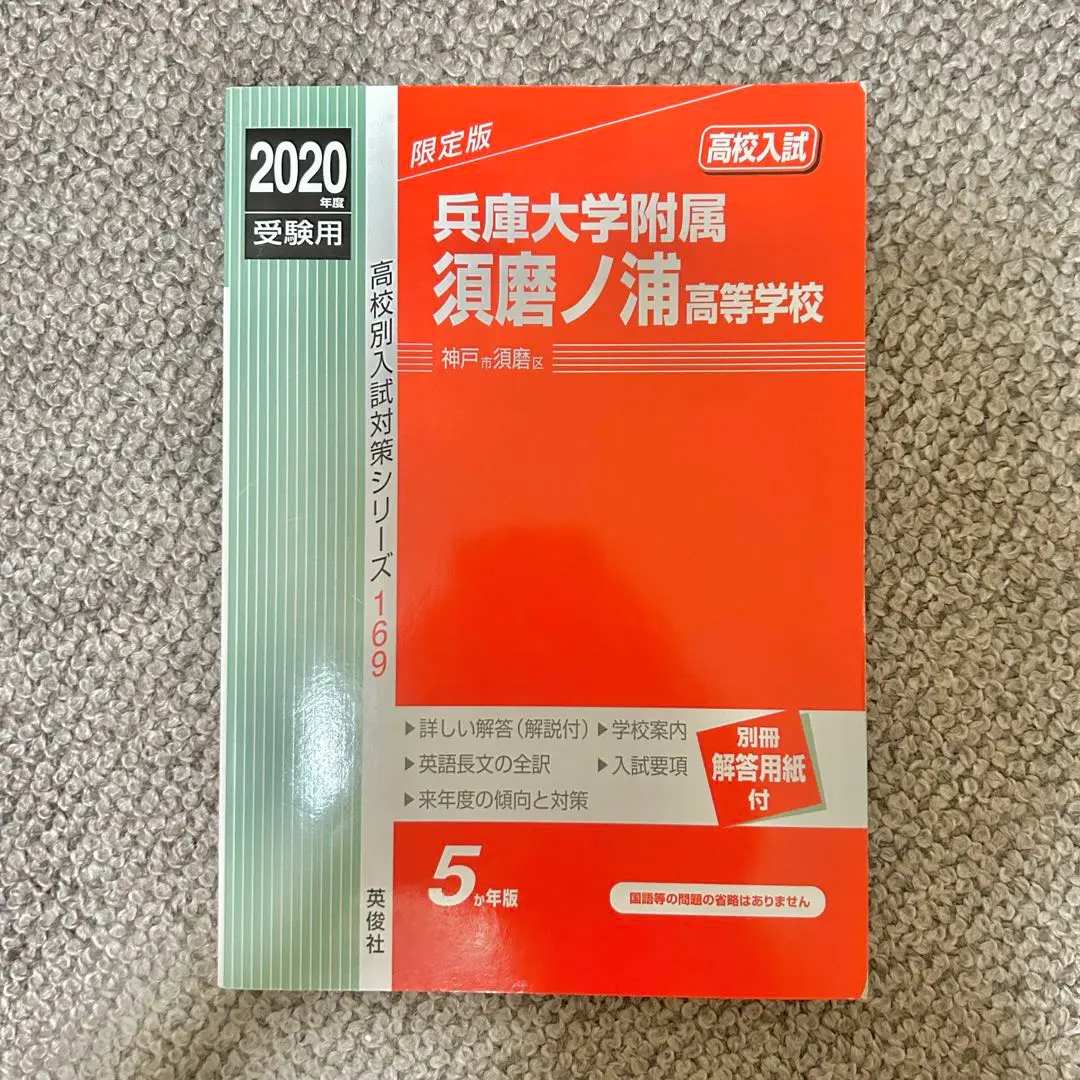 2020
年度
受験用
高校別入試対策シリーズ169
英俊社
限定版
高校入試
兵庫大学附属
須磨ノ浦高等学校
神戸市須磨区
▶詳しい解答(解説付)▶学校案内
▶英語長文の全訳 ▶入試要項
▶来年度の傾向と対策
別冊
解答用紙
付
5か年版
国語等の問題の省略はありません